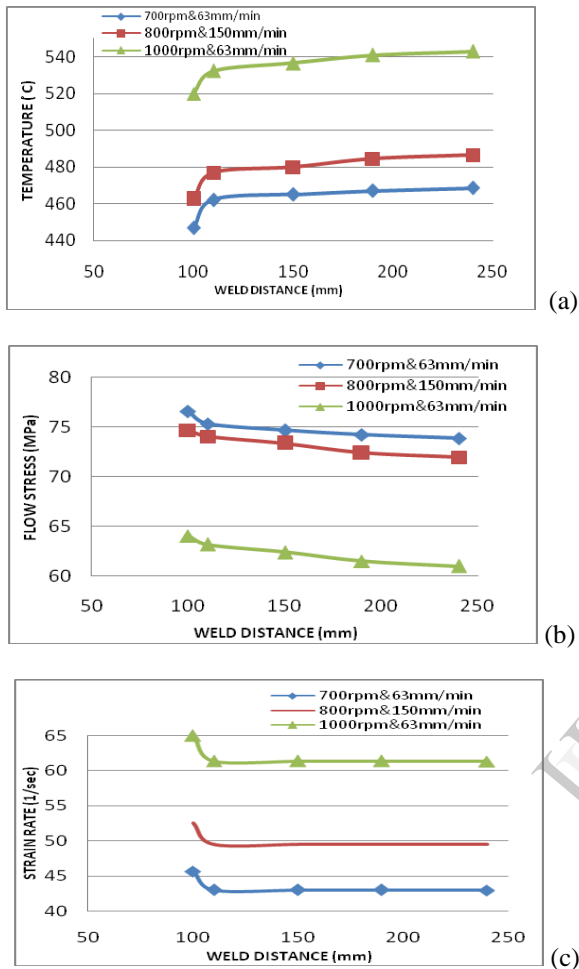 700rpm&63mm/min
800rpm&150mm/min
1000rpm&63mm/min
540
520
500
480
460
440
TEMPERATURE (C)
50 100 150 200 250
WELD DISTANCE (mm)
(a)
700rpm&63mm/min
800rpm&150mm/min
1000rpm&63mm/min
80
75
70
65
60
FLOW STRESS (MPa)
50 100 150 200 250
WELD DISTANCE (mm)
(b)
700rpm&63mm/min
800rpm&150mm/min
1000rpm&63mm/min
65
60
55
50
45
40
STRAIN RATE (1/sec)
50 100 150 200 250
WELD DISTANCE (mm)
(c)